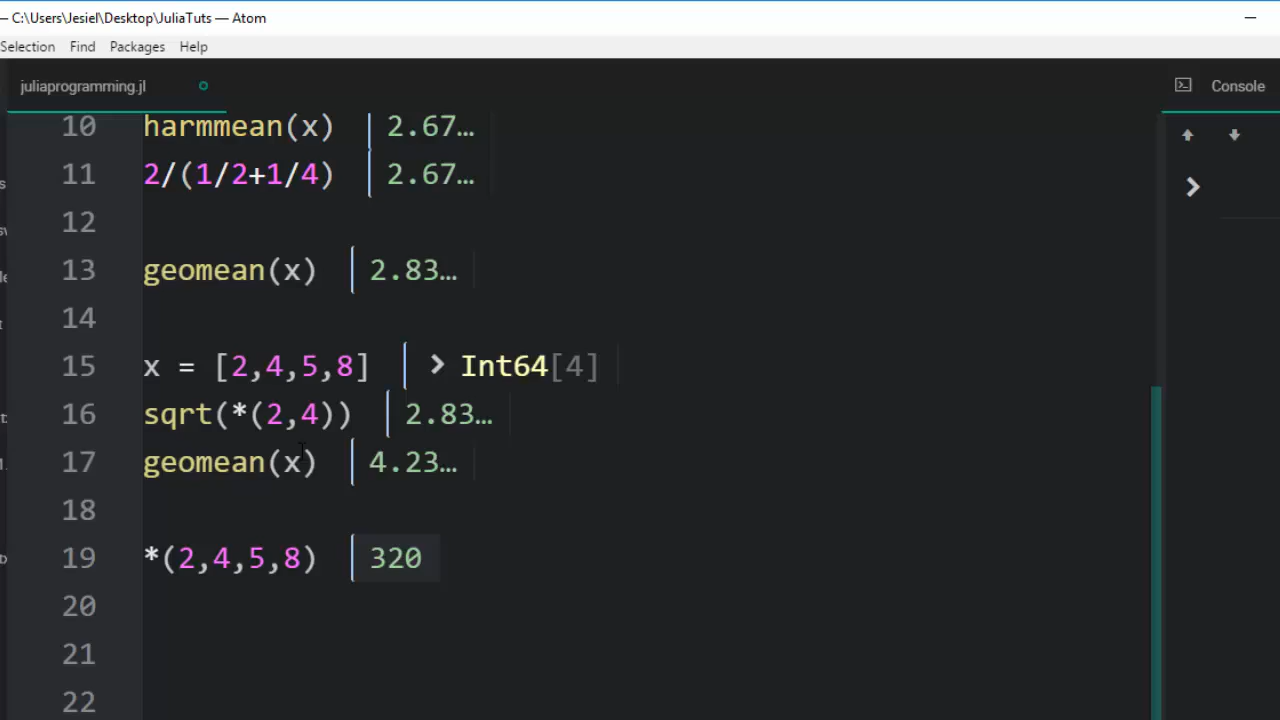 — C:\Users\Jesiel\Desktop\JuliaTuts — Atom
Selection Find Packages Help
juliaprogramming.jl Console
10 harmmean(x) 2.67…
11 2/(1/2+1/4) 2.67…
12
13 geomean(x) 2.83…
14
15 x = [2,4,5,8] > Int64[4]
16 sqrt(*(2,4)) 2.83…
17 geomean(x) 4.23…
18
19 *(2,4,5,8) 320
20
21
22